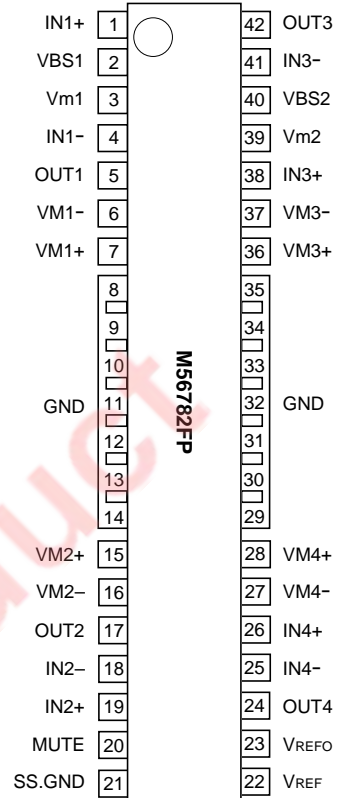 IN1+ 1 42 OUT3
VBS1 2 41 IN3-
Vm1 3 40 VBS2
IN1- 4 39 Vm2
OUT1 5 38 IN3+
VM1- 6 37 VM3-
VM1+ 7 36 VM3+
8 35
9 34
10 33
GND 11 32 GND
12 31
13 30
14 29
M56782FP
VM2+ 15 28 VM4+
VM2– 16 27 VM4-
OUT2 17 26 IN4+
IN2– 18 25 IN4-
IN2+ 19 24 OUT4
MUTE 20 23 VREFO
SS.GND 21 22 VREF